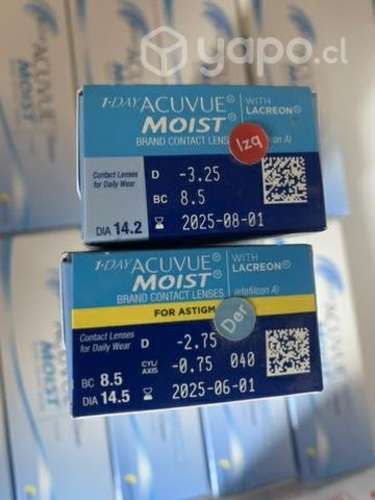 yapo.cl
1·DAY ACUVUE® MOIST® WITH LACREON®
BRAND CONTACT LENSES
Izq
Contact Lenses
for Daily Wear
D -3.25
BC 8.5
2025-08-01
DIA 14.2
1·DAY ACUVUE® MOIST® WITH LACREON®
BRAND CONTACT LENSES (etafilcon A)
FOR ASTIGM
Der
Contact Lenses
for Daily Wear
D -2.75
CYL/
AXIS -0.75 040
BC 8.5
DIA 14.5
2025-06-01
ACUVUE
MOIST